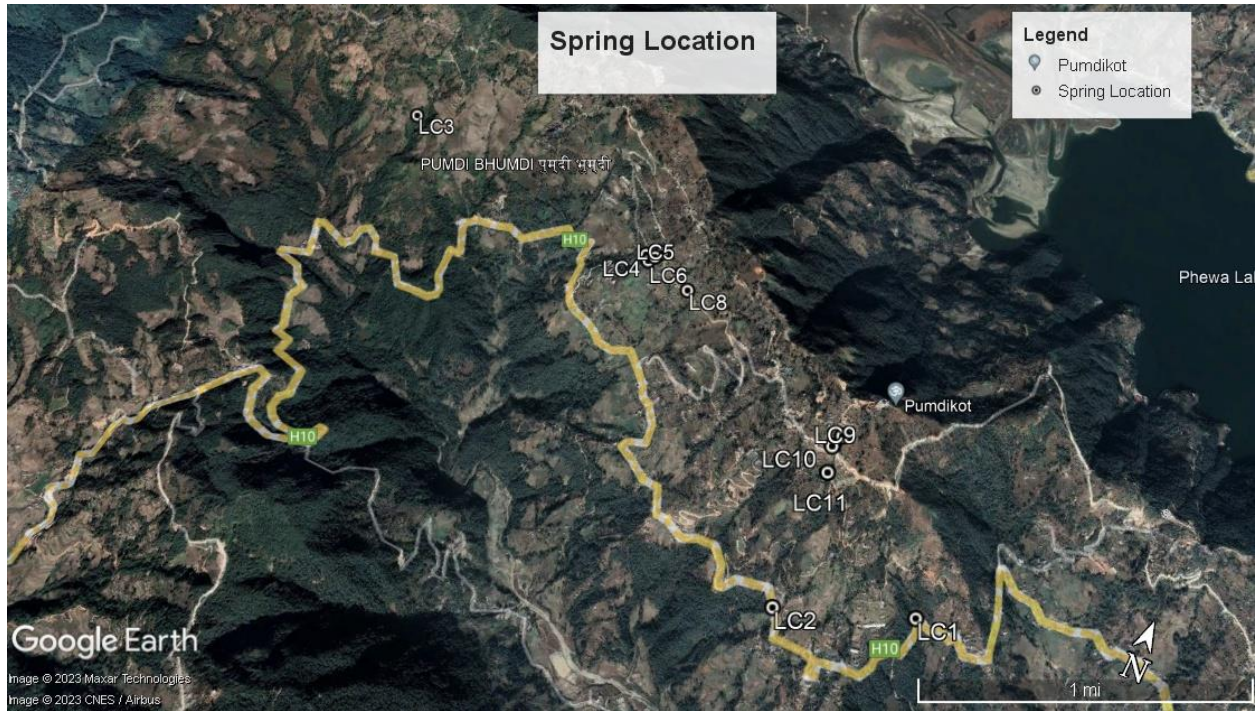 Spring Location
Legend
Pumdikot
Spring Location
LC3
PUMDI BHUMDI पुम्दी भुम्दी
H10
LC5
LC4
LC6
LC8
Phewa La
Pumdikot
H10
LC9
LC10
LC11
LC2
LC1
H10
N
1 mi
Google Earth
Image © 2023 Maxar Technologies
Image © 2023 CNES / Airbus